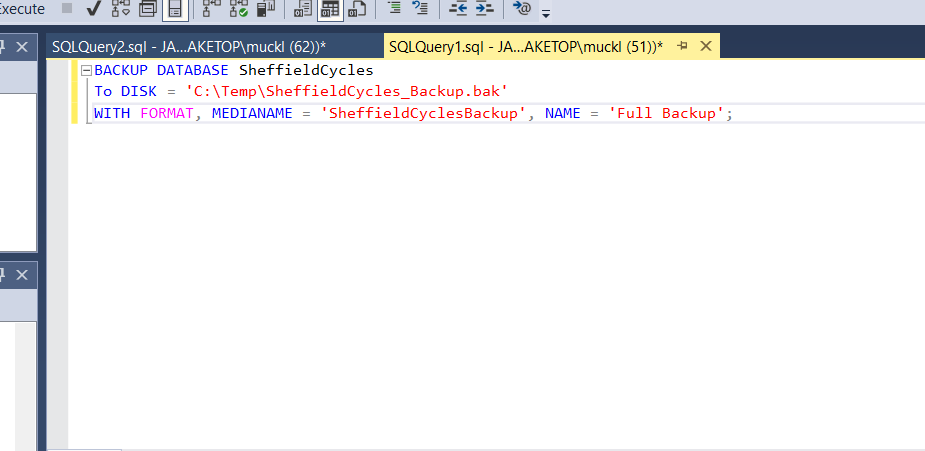 Execute
SQLQuery2.sql - JA...AKETOP\muckl (62))*
SQLQuery1.sql - JA...AKETOP\muckl (51))*
BACKUP DATABASE SheffieldCycles
To DISK = 'C:\Temp\SheffieldCycles_Backup.bak'
WITH FORMAT, MEDIANAME = 'SheffieldCyclesBackup', NAME = 'Full Backup';